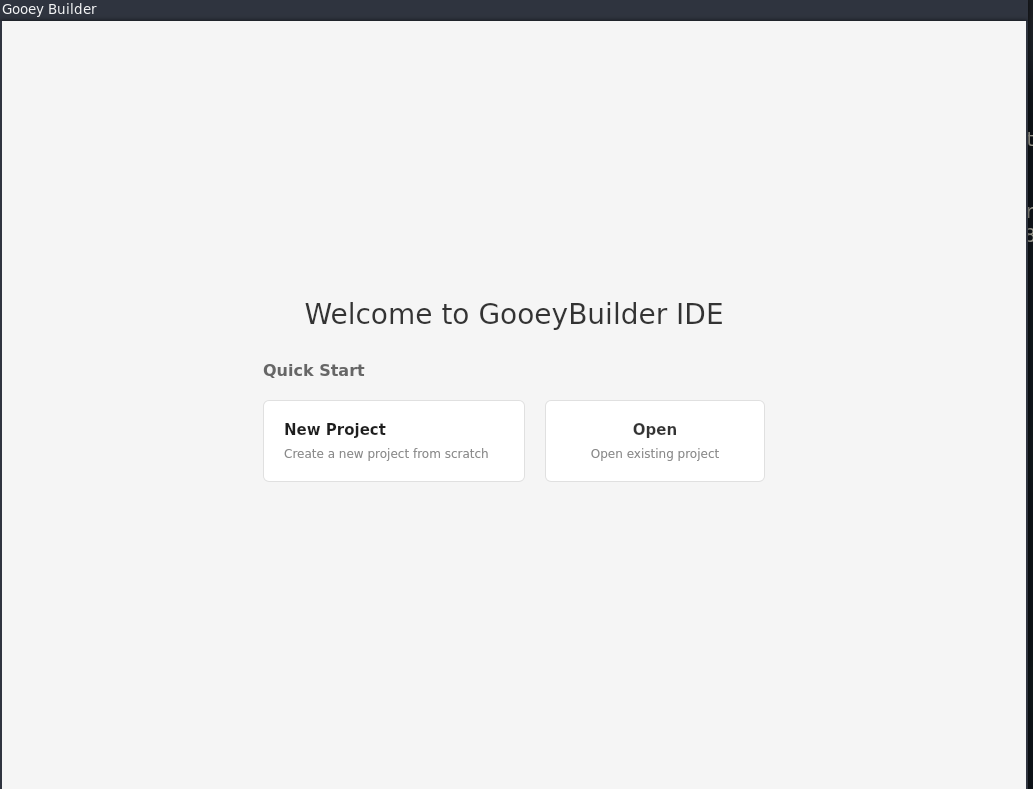 Gooey Builder
Welcome to GooeyBuilder IDE
Quick Start
New Project
Create a new project from scratch
Open
Open existing project